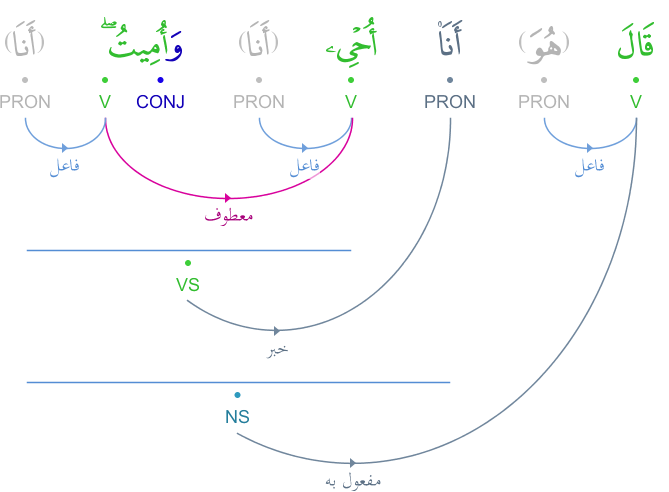 قَالَ (هُوَ) أَنَا۠ أُحْىِۦ (أَنَا) وَأُمِيتُ ۖ (أَنَا)
V PRON PRON V PRON CONJ V PRON
فاعل فاعل فاعل
معطوف
VS
خبر
NS
مفعول به